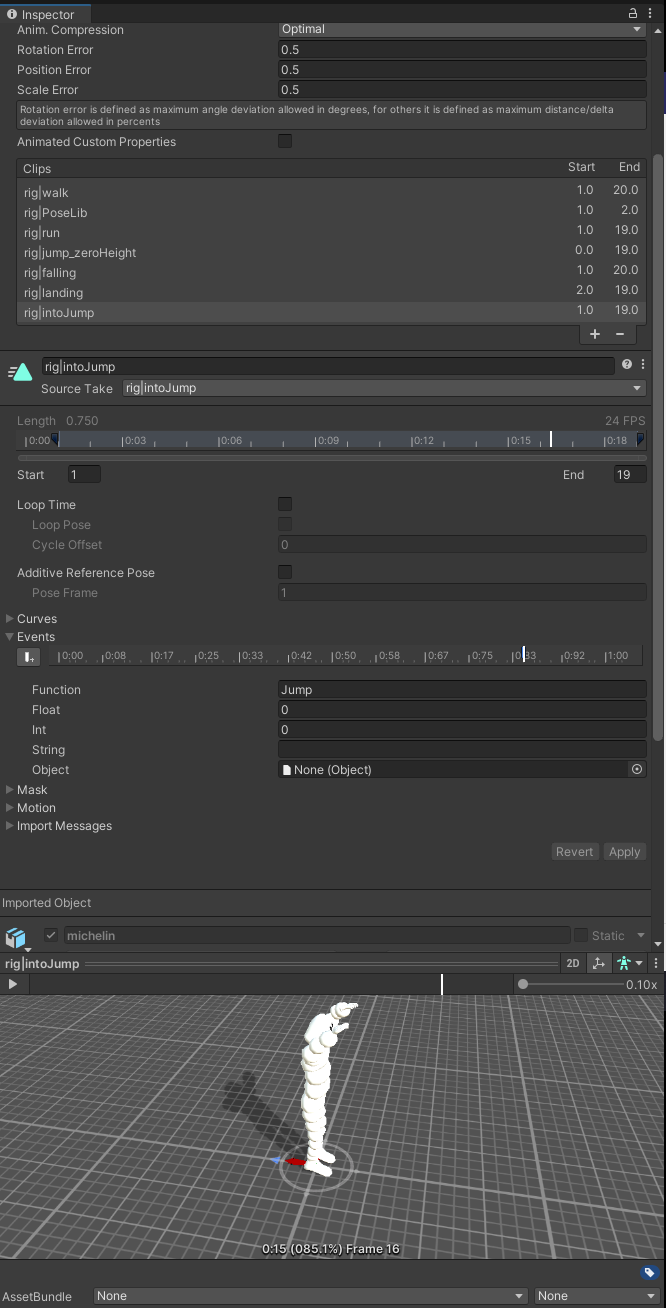 Inspector
Anim. Compression Optimal
Rotation Error 0.5
Position Error 0.5
Scale Error 0.5
Rotation error is defined as maximum angle deviation allowed in degrees, for others it is defined as maximum distance/delta
deviation allowed in percents
Animated Custom Properties
Clips Start End
rig|walk 1.0 20.0
rig|PoseLib 1.0 2.0
rig|run 1.0 19.0
rig|jump_zeroHeight 0.0 19.0
rig|falling 1.0 20.0
rig|landing 2.0 19.0
rig|intoJump 1.0 19.0
+ −
rig|intoJump
Source Take rig|intoJump
Length 0.750 24 FPS
0:00 0:03 0:06 0:09 0:12 0:15 0:18
Start 1 End 19
Loop Time
Loop Pose
Cycle Offset 0
Additive Reference Pose
Pose Frame 1
Curves
Events
0:00 0:08 0:17 0:25 0:33 0:42 0:50 0:58 0:67 0:75 0:83 0:92 1:00
Function Jump
Float 0
Int 0
String
Object None (Object)
Mask
Motion
Import Messages
Revert Apply
Imported Object
michelin Static
rig|intoJump 2D
0.10x
0:15 (085.1%) Frame 16
AssetBundle None None